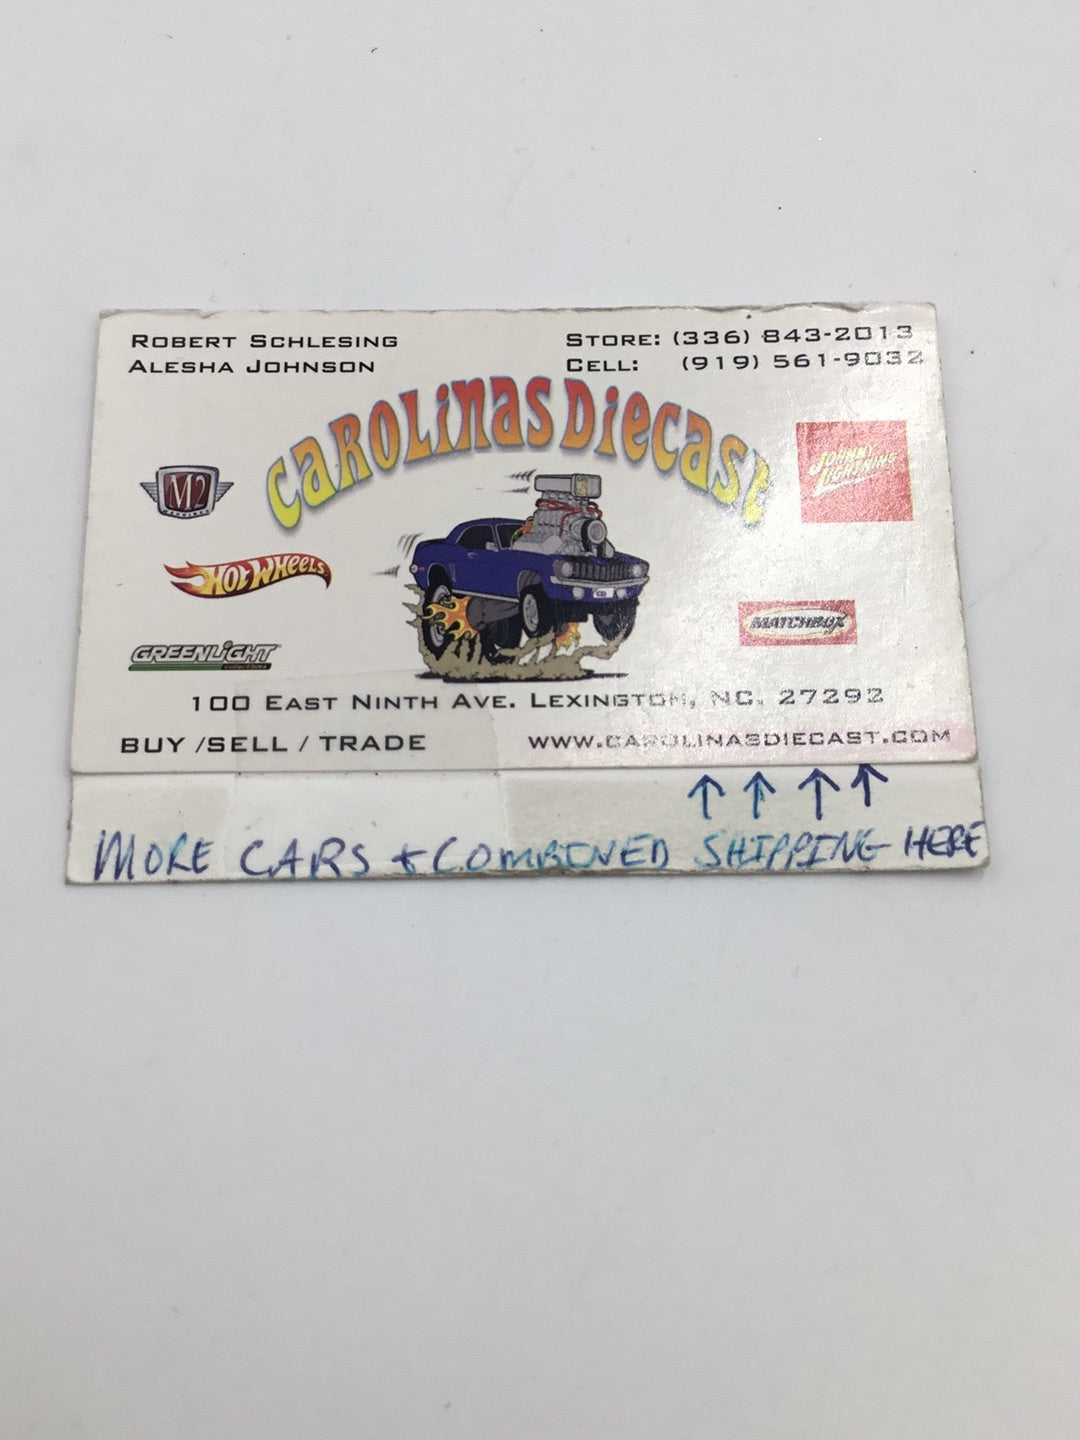 ROBERT SCHLESING
ALESHA JOHNSON
STORE: (336) 843-2013
CELL: (919) 561-9032
CAROLINAS DIECAST
M2
MACHINES
JOHNNY
LIGHTNING
HOT WHEELS
MATCHBOX
GREENLIGHT
collectibles
100 EAST NINTH AVE. LEXINGTON, NC. 27292
BUY /SELL / TRADE
WWW.CAROLINASDIECAST.COM
↑ ↑ ↑ ↑
MORE CARS + COMBINED SHIPPING HERE